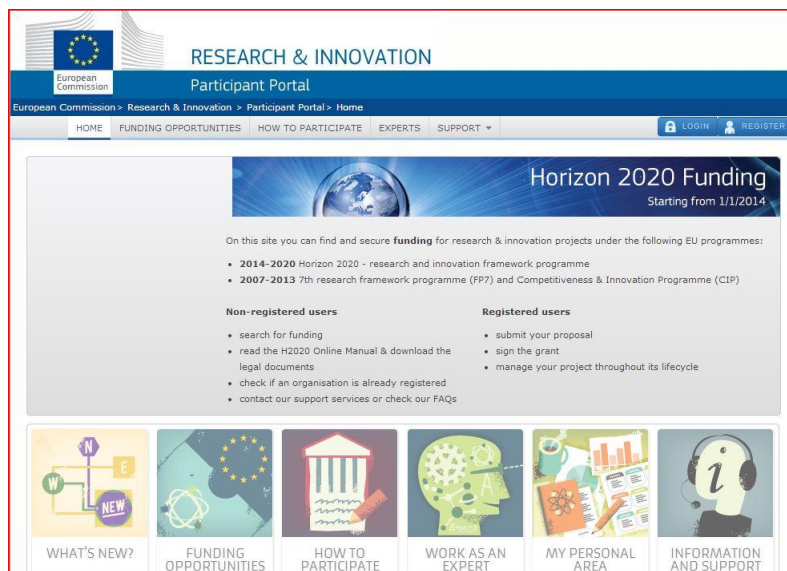 RESEARCH & INNOVATION
European
Commission
Participant Portal
European Commission > Research & Innovation > Participant Portal > Home
HOME FUNDING OPPORTUNITIES HOW TO PARTICIPATE EXPERTS SUPPORT LOGIN REGISTER
Horizon 2020 Funding
Starting from 1/1/2014
On this site you can find and secure funding for research & innovation projects under the following EU programmes:
• 2014-2020 Horizon 2020 - research and innovation framework programme
• 2007-2013 7th research framework programme (FP7) and Competitiveness & Innovation Programme (CIP)
Non-registered users
• search for funding
• read the H2020 Online Manual & download the
legal documents
• check if an organisation is already registered
• contact our support services or check our FAQs
Registered users
• submit your proposal
• sign the grant
• manage your project throughout its lifecycle
N
E
W
NEW
A
i
WHAT'S NEW?
FUNDING
OPPORTUNITIES
HOW TO
PARTICIPATE
WORK AS AN
EXPERT
MY PERSONAL
AREA
INFORMATION
AND SUPPORT